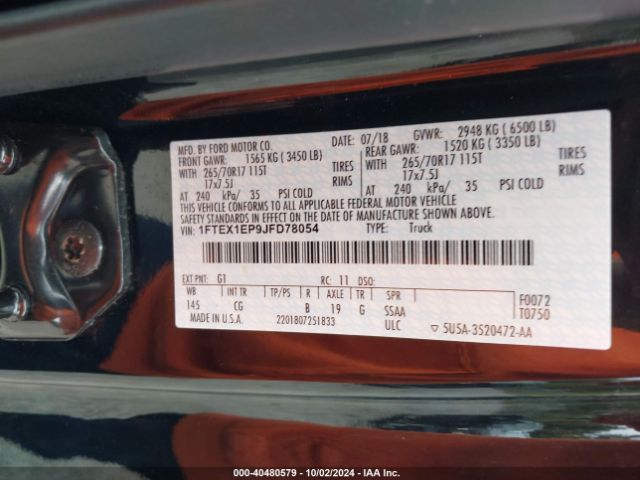 MFD. BY FORD MOTOR CO.
DATE: 07/18 GVWR: 2948 KG ( 6500 LB)
FRONT GAWR: 1565 KG ( 3450 LB)
REAR GAWR: 1520 KG ( 3350 LB)
WITH 265/70R17 115T TIRES
WITH 265/70R17 115T TIRES
17x7.5J RIMS
17x7.5J RIMS
AT 240 kPa/ 35 PSI COLD
AT 240 kPa/ 35 PSI COLD
THIS VEHICLE CONFORMS TO ALL APPLICABLE FEDERAL MOTOR VEHICLE
SAFETY STANDARDS IN EFFECT ON THE DATE OF MANUFACTURE SHOWN ABOVE.
VIN: 1FTEX1EP9JFD78054 TYPE: Truck
EXT PNT: G1 RC: 11 DSO:
WB INT TR TP/PS R AXLE TR SPR F0072
145 CG B 19 G SSAA T0750
MADE IN U.S.A. 2201807251833 ULC ▽ 5U5A-3520472-AA
000-40480579 - 10/02/2024 - IAA Inc.